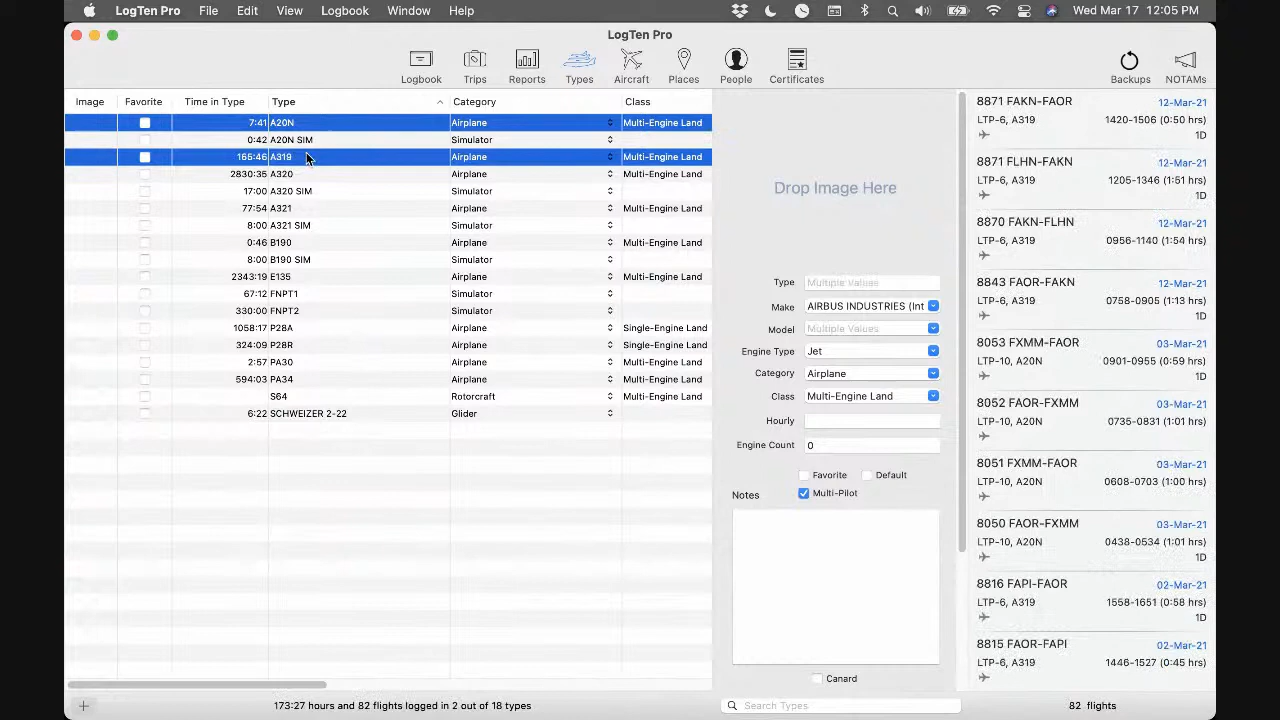 LogTen Pro File Edit View Logbook Window Help Wed Mar 17 12:05 PM
LogTen Pro
Logbook Trips Reports Types Aircraft Places People Certificates Backups NOTAMs
Image Favorite Time in Type Type Category Class
7:41 A20N Airplane Multi-Engine Land
0:42 A20N SIM Simulator
165:46 A319 Airplane Multi-Engine Land
2830:35 A320 Airplane Multi-Engine Land
17:00 A320 SIM Simulator
77:54 A321 Airplane Multi-Engine Land
8:00 A321 SIM Simulator
0:46 B190 Airplane Multi-Engine Land
8:00 B190 SIM Simulator
2343:19 E135 Airplane Multi-Engine Land
67:12 FNPT1 Simulator
330:00 FNPT2 Simulator
1058:17 P28A Airplane Single-Engine Land
324:09 P28R Airplane Single-Engine Land
2:57 PA30 Airplane Multi-Engine Land
594:03 PA34 Airplane Multi-Engine Land
S64 Rotorcraft Multi-Engine Land
6:22 SCHWEIZER 2-22 Glider
173:27 hours and 82 flights logged in 2 out of 18 types
Drop Image Here
Type Multiple Values
Make AIRBUS INDUSTRIES (Int
Model Multiple Values
Engine Type Jet
Category Airplane
Class Multi-Engine Land
Hourly
Engine Count 0
Favorite Default
Multi-Pilot
Notes
Canard
Search Types
8871 FAKN-FAOR 12-Mar-21
LTP-6, A319 1420-1506 (0:50 hrs)
1D
8871 FLHN-FAKN 12-Mar-21
LTP-6, A319 1205-1346 (1:51 hrs)
1D
8870 FAKN-FLHN 12-Mar-21
LTP-6, A319 0956-1140 (1:54 hrs)
1D
8843 FAOR-FAKN 12-Mar-21
LTP-6, A319 0758-0905 (1:13 hrs)
1D
8053 FXMM-FAOR 03-Mar-21
LTP-10, A20N 0901-0955 (0:59 hrs)
1D
8052 FAOR-FXMM 03-Mar-21
LTP-10, A20N 0735-0831 (1:01 hrs)
1D
8051 FXMM-FAOR 03-Mar-21
LTP-10, A20N 0608-0703 (1:00 hrs)
1D
8050 FAOR-FXMM 03-Mar-21
LTP-10, A20N 0438-0534 (1:01 hrs)
1D
8816 FAPI-FAOR 02-Mar-21
LTP-6, A319 1558-1651 (0:58 hrs)
1D
8815 FAOR-FAPI 02-Mar-21
LTP-6, A319 1446-1527 (0:45 hrs)
1D
82 flights